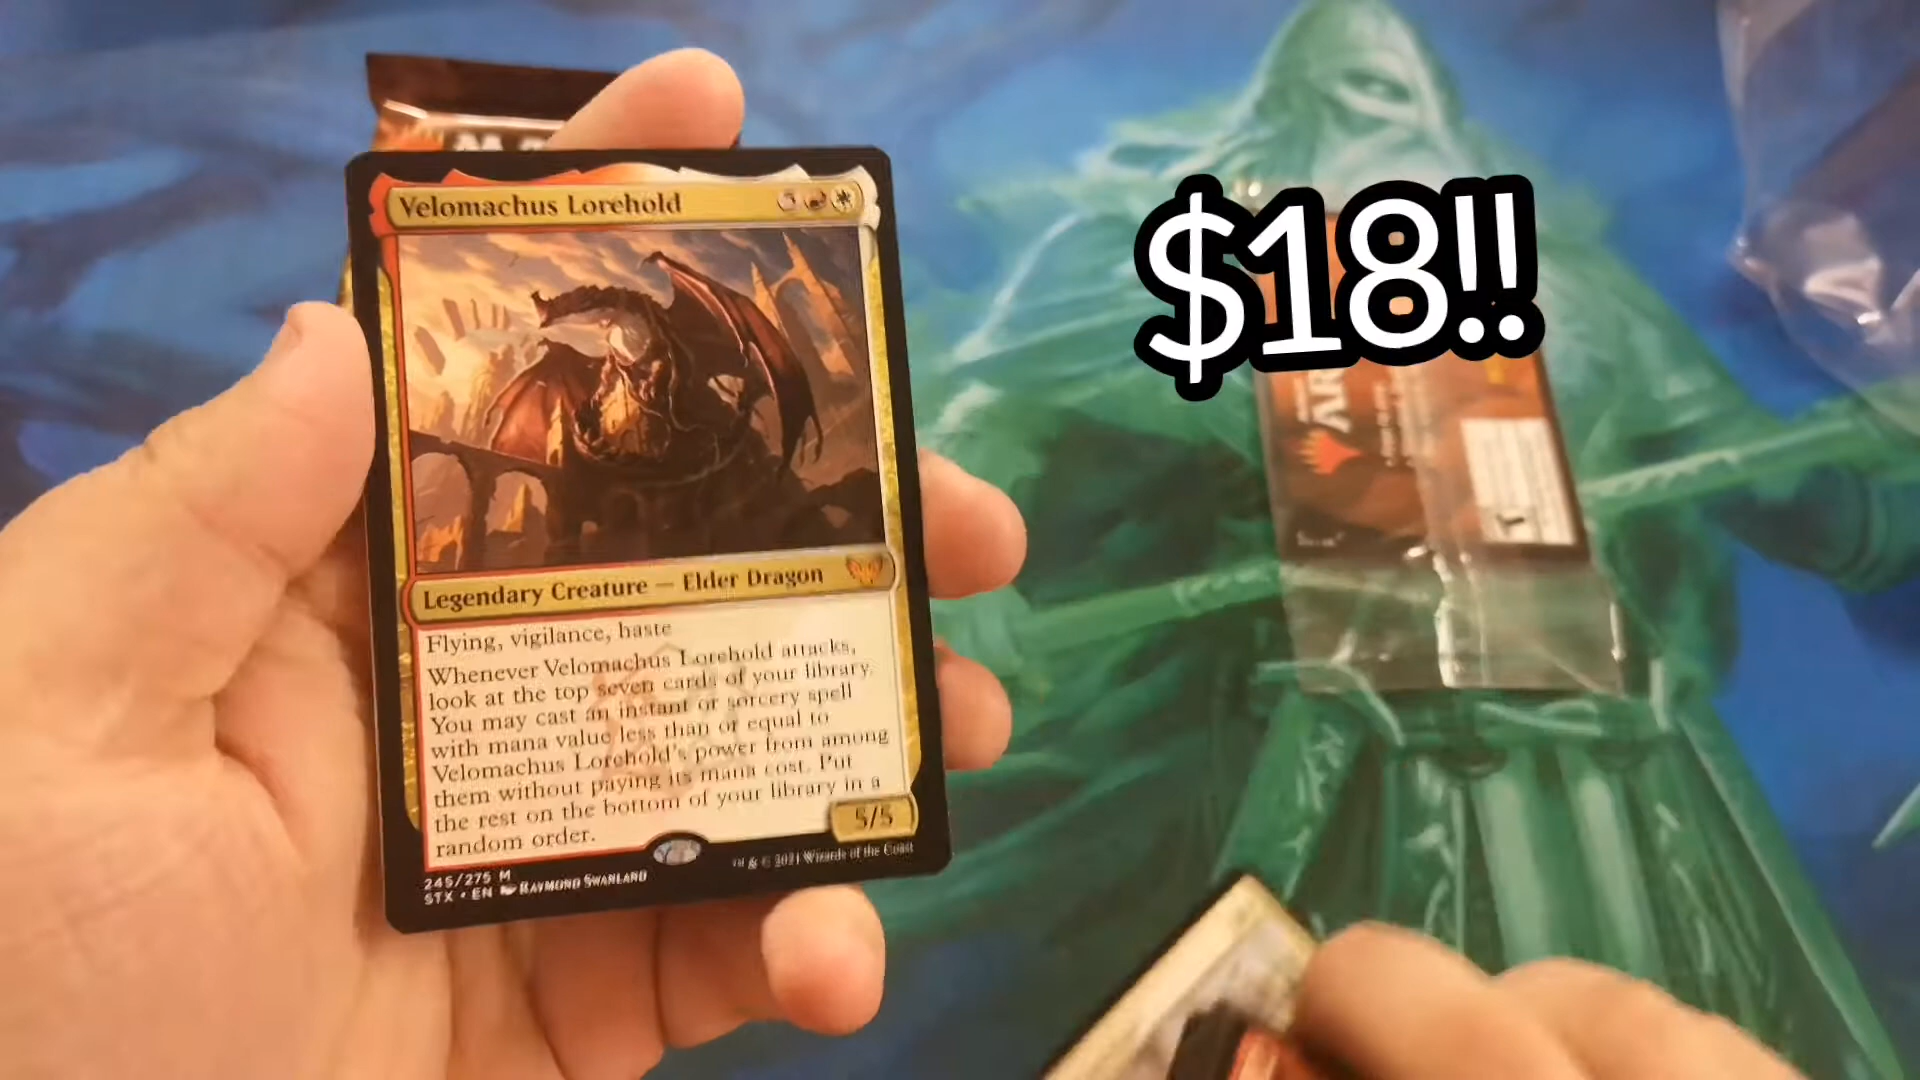 Velomachus Lorehold
$18!!
Legendary Creature — Elder Dragon
Flying, vigilance, haste
Whenever Velomachus Lorehold attacks,
look at the top seven cards of your library.
You may cast an instant or sorcery spell
with mana value less than or equal to
Velomachus Lorehold's power from among
them without paying its mana cost. Put
the rest on the bottom of your library in a
random order.
5/5
245/275 M
STX • EN Raymond Swanland
™ & © 2021 Wizards of the Coast